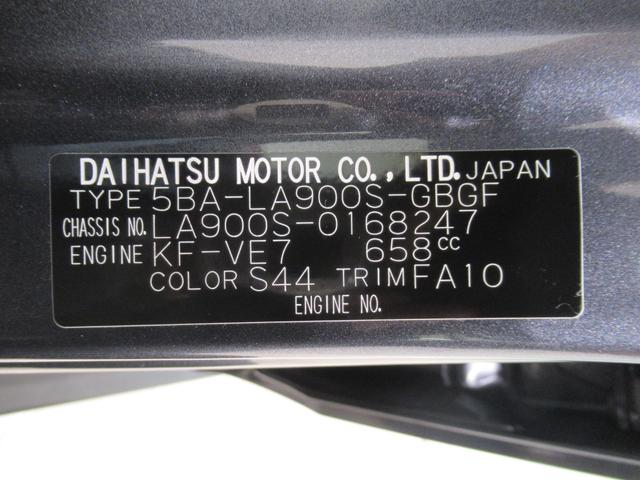 DAIHATSU MOTOR CO.,LTD. JAPAN
TYPE 5BA-LA900S-GBGF
CHASSIS NO. LA900S-0168247
ENGINE KF-VE7 658CC
COLOR S44 TRIM FA10
ENGINE NO.